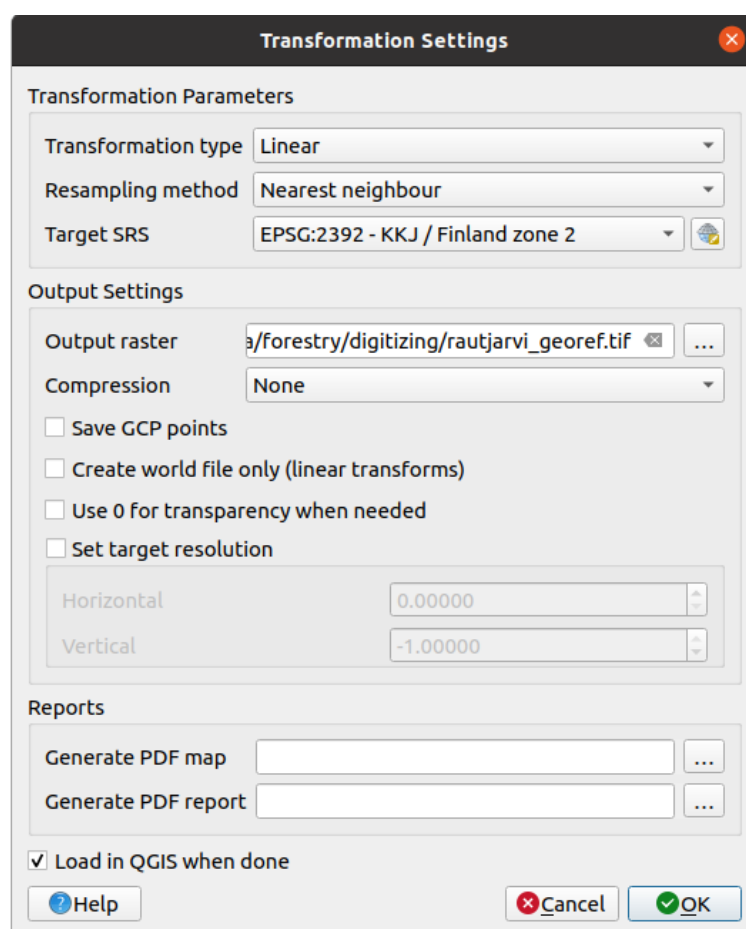 Transformation Settings
Transformation Parameters
Transformation type Linear
Resampling method Nearest neighbour
Target SRS EPSG:2392 - KKJ / Finland zone 2
Output Settings
Output raster a/forestry/digitizing/rautjarvi_georef.tif ...
Compression None
Save GCP points
Create world file only (linear transforms)
Use 0 for transparency when needed
Set target resolution
Horizontal 0.00000
Vertical -1.00000
Reports
Generate PDF map ...
Generate PDF report ...
Load in QGIS when done
Help Cancel OK